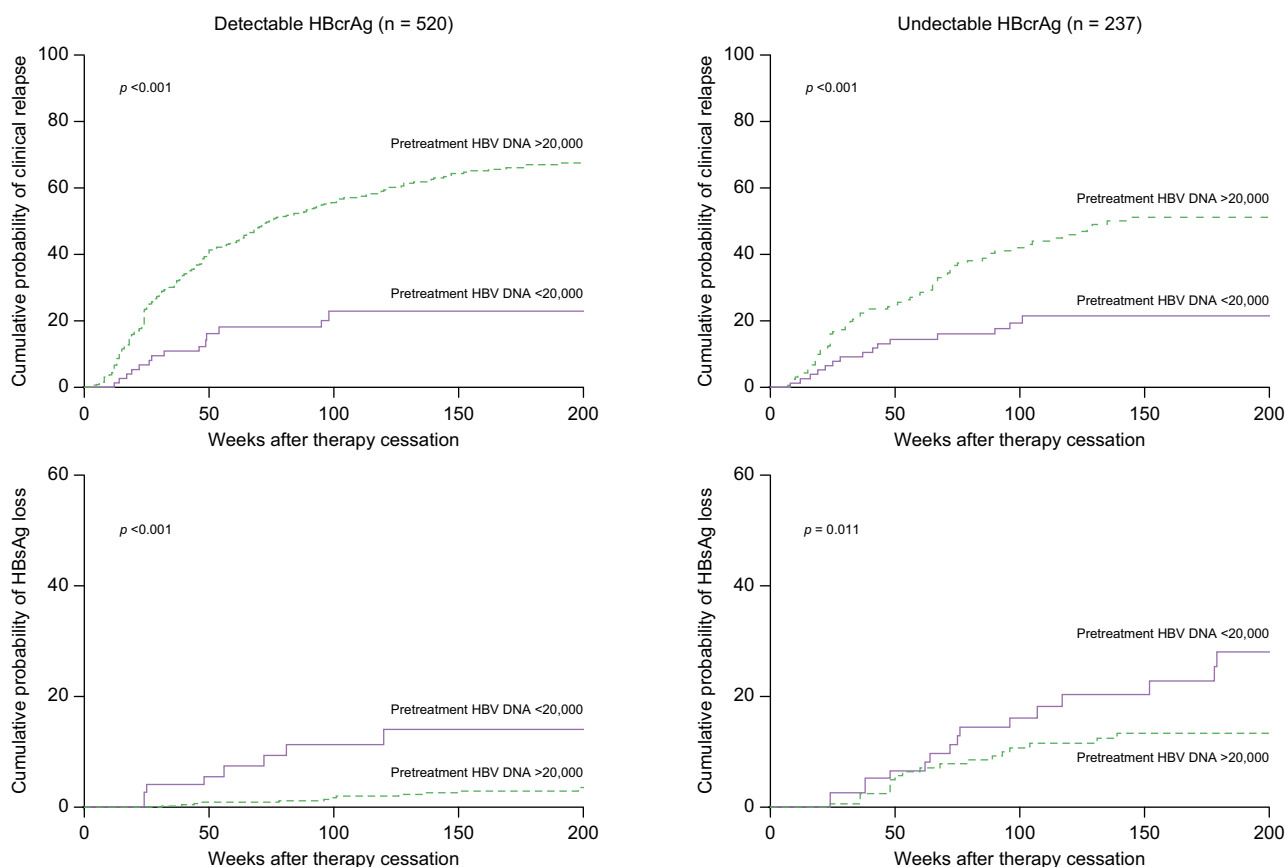 Detectable HBcrAg (n = 520)
Cumulative probability of clinical relapse
100
80
60
40
20
0
p <0.001
Pretreatment HBV DNA >20,000
Pretreatment HBV DNA <20,000
0 50 100 150 200
Weeks after therapy cessation
Undectable HBcrAg (n = 237)
Cumulative probability of clinical relapse
100
80
60
40
20
0
p <0.001
Pretreatment HBV DNA >20,000
Pretreatment HBV DNA <20,000
0 50 100 150 200
Weeks after therapy cessation
Cumulative probability of HBsAg loss
60
40
20
0
p <0.001
Pretreatment HBV DNA <20,000
Pretreatment HBV DNA >20,000
0 50 100 150 200
Weeks after therapy cessation
Cumulative probability of HBsAg loss
60
40
20
0
p = 0.011
Pretreatment HBV DNA <20,000
Pretreatment HBV DNA >20,000
0 50 100 150 200
Weeks after therapy cessation